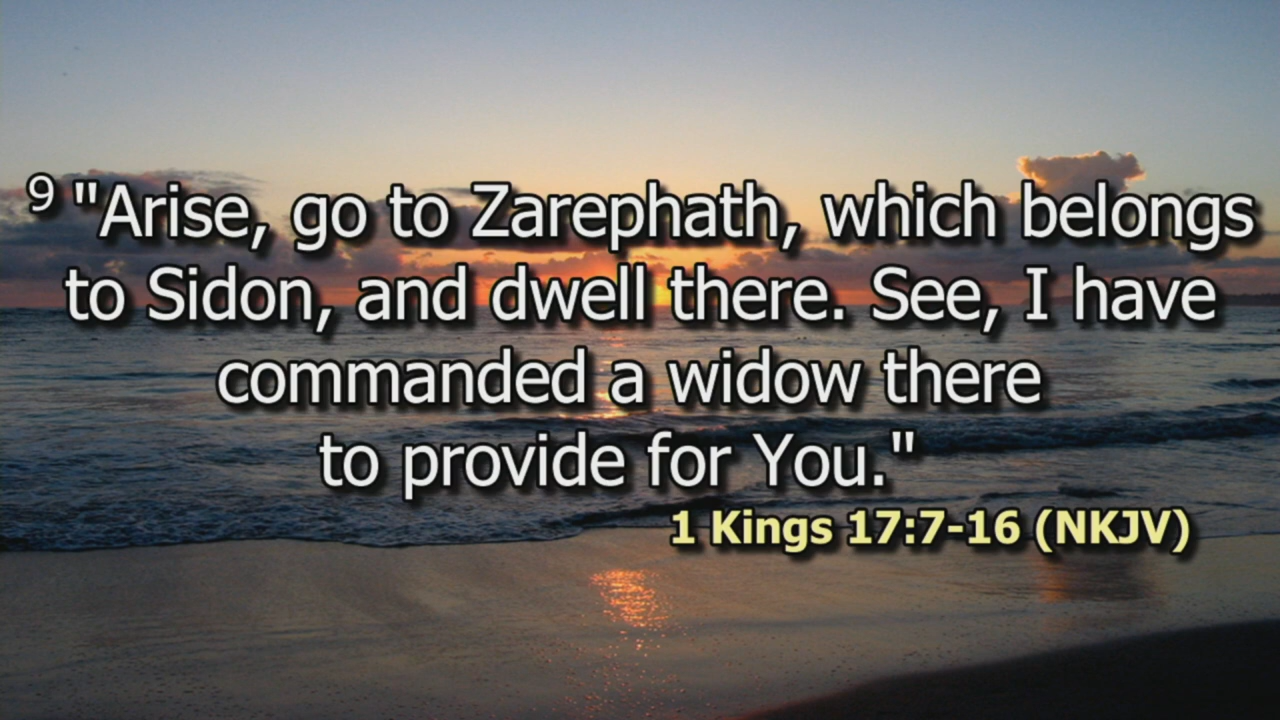 9 "Arise, go to Zarephath, which belongs
to Sidon, and dwell there. See, I have
commanded a widow there
to provide for You."
1 Kings 17:7-16 (NKJV)